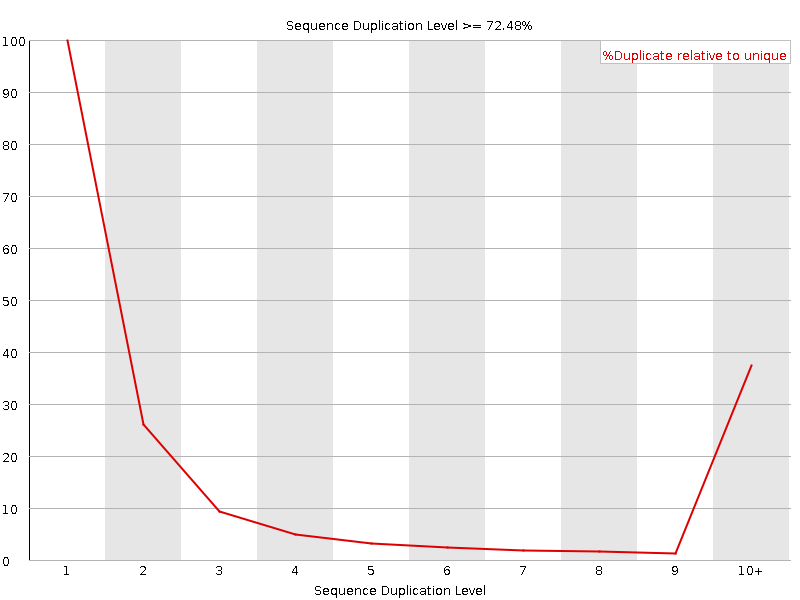 Sequence Duplication Level >= 72.48%
%Duplicate relative to unique
100
90
80
70
60
50
40
30
20
10
0
1 2 3 4 5 6 7 8 9 10+
Sequence Duplication Level